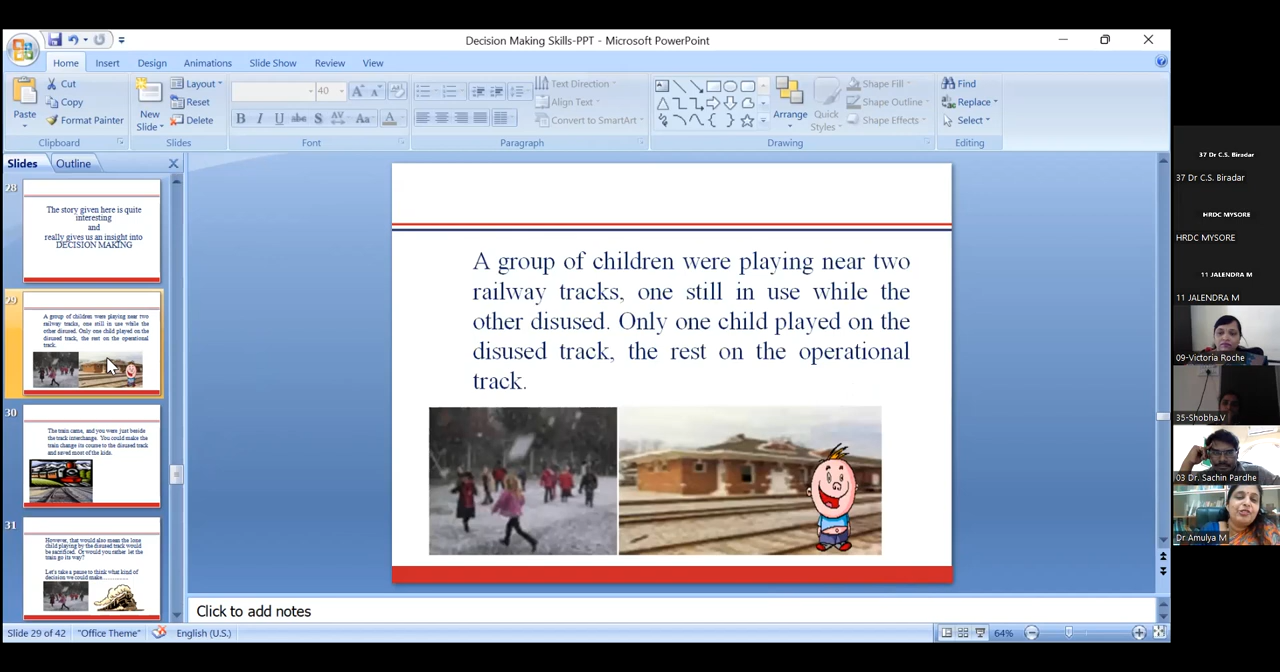 Decision Making Skills-PPT - Microsoft PowerPoint
Home Insert Design Animations Slide Show Review View
Paste
Cut
Copy
Format Painter
Clipboard
New Slide
Layout
Reset
Delete
Slides
40
Font
Text Direction
Align Text
Convert to SmartArt
Paragraph
Arrange
Quick Styles
Shape Fill
Shape Outline
Shape Effects
Drawing
Find
Replace
Select
Editing
Slides Outline
28
The story given here is quite
interesting
and
really gives us an insight into
DECISION MAKING
29
A group of children were playing near two
railway tracks, one still in use while the
other disused. Only one child played on the
disused track, the rest on the operational
track.
30
The train came, and you were just beside
the track interchange. You could make the
train change its course to the disused track
and saved most of the kids.
31
However, that would also mean the lone
child playing by the disused track would
be sacrificed. Or would you rather let the
train go its way?
Let's take a pause to think what kind of
decision we could make................
A group of children were playing near two
railway tracks, one still in use while the
other disused. Only one child played on the
disused track, the rest on the operational
track.
Click to add notes
Slide 29 of 42 "Office Theme" English (U.S.) 64%
37 Dr C.S. Biradar
37 Dr C.S. Biradar
HRDC MYSORE
HRDC MYSORE
11 JALENDRA M
11 JALENDRA M
09-Victoria Roche
35-Shobha.V
03 Dr. Sachin Pardhe
Dr Amulya M